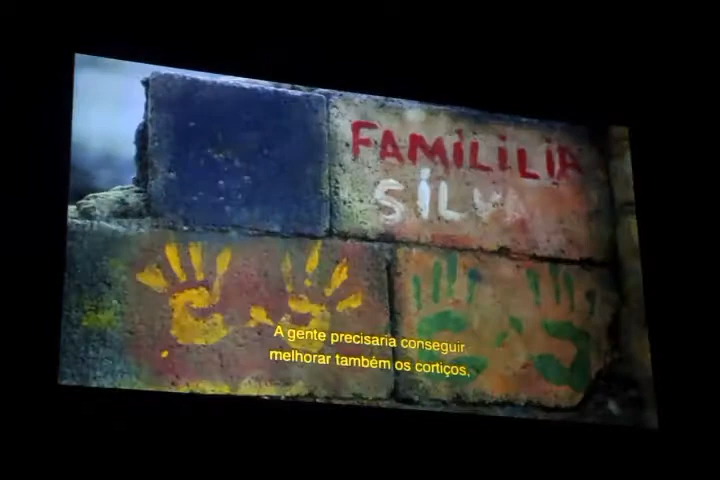 FAMILILIA
SILVA
A gente precisaria conseguir
melhorar também os cortiços,